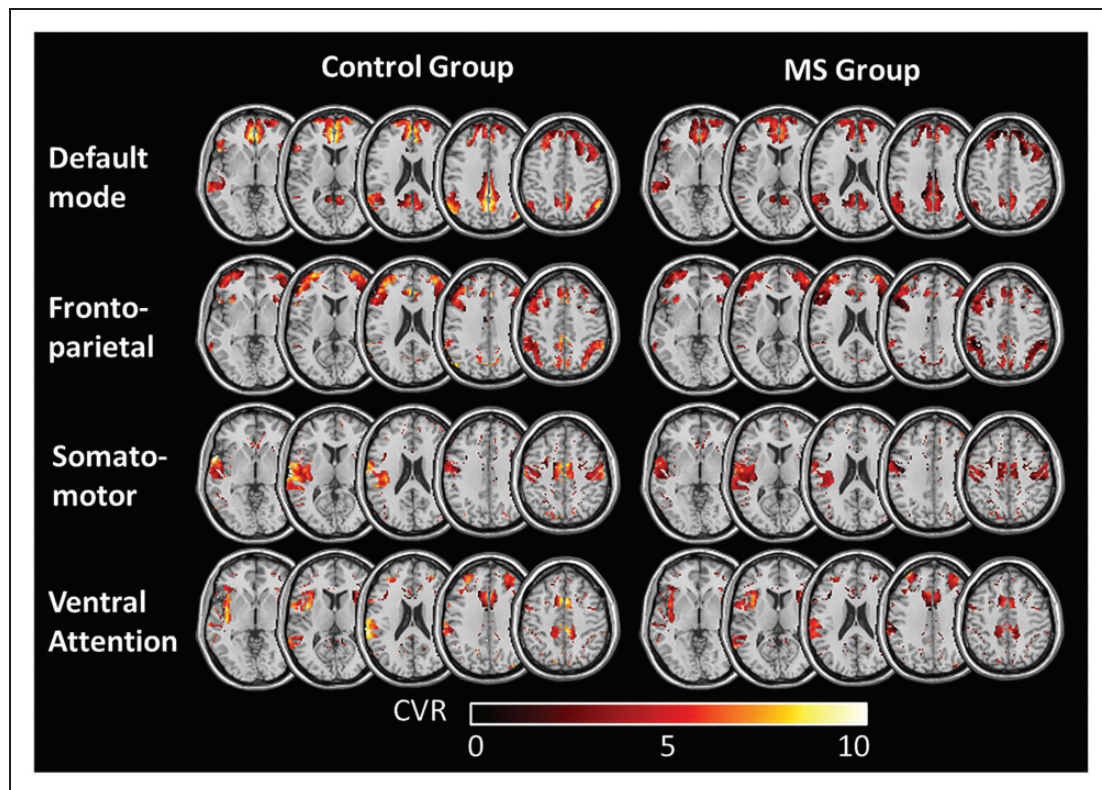 Control Group
MS Group
Default
mode
Fronto-
parietal
Somato-
motor
Ventral
Attention
CVR
0
5
10